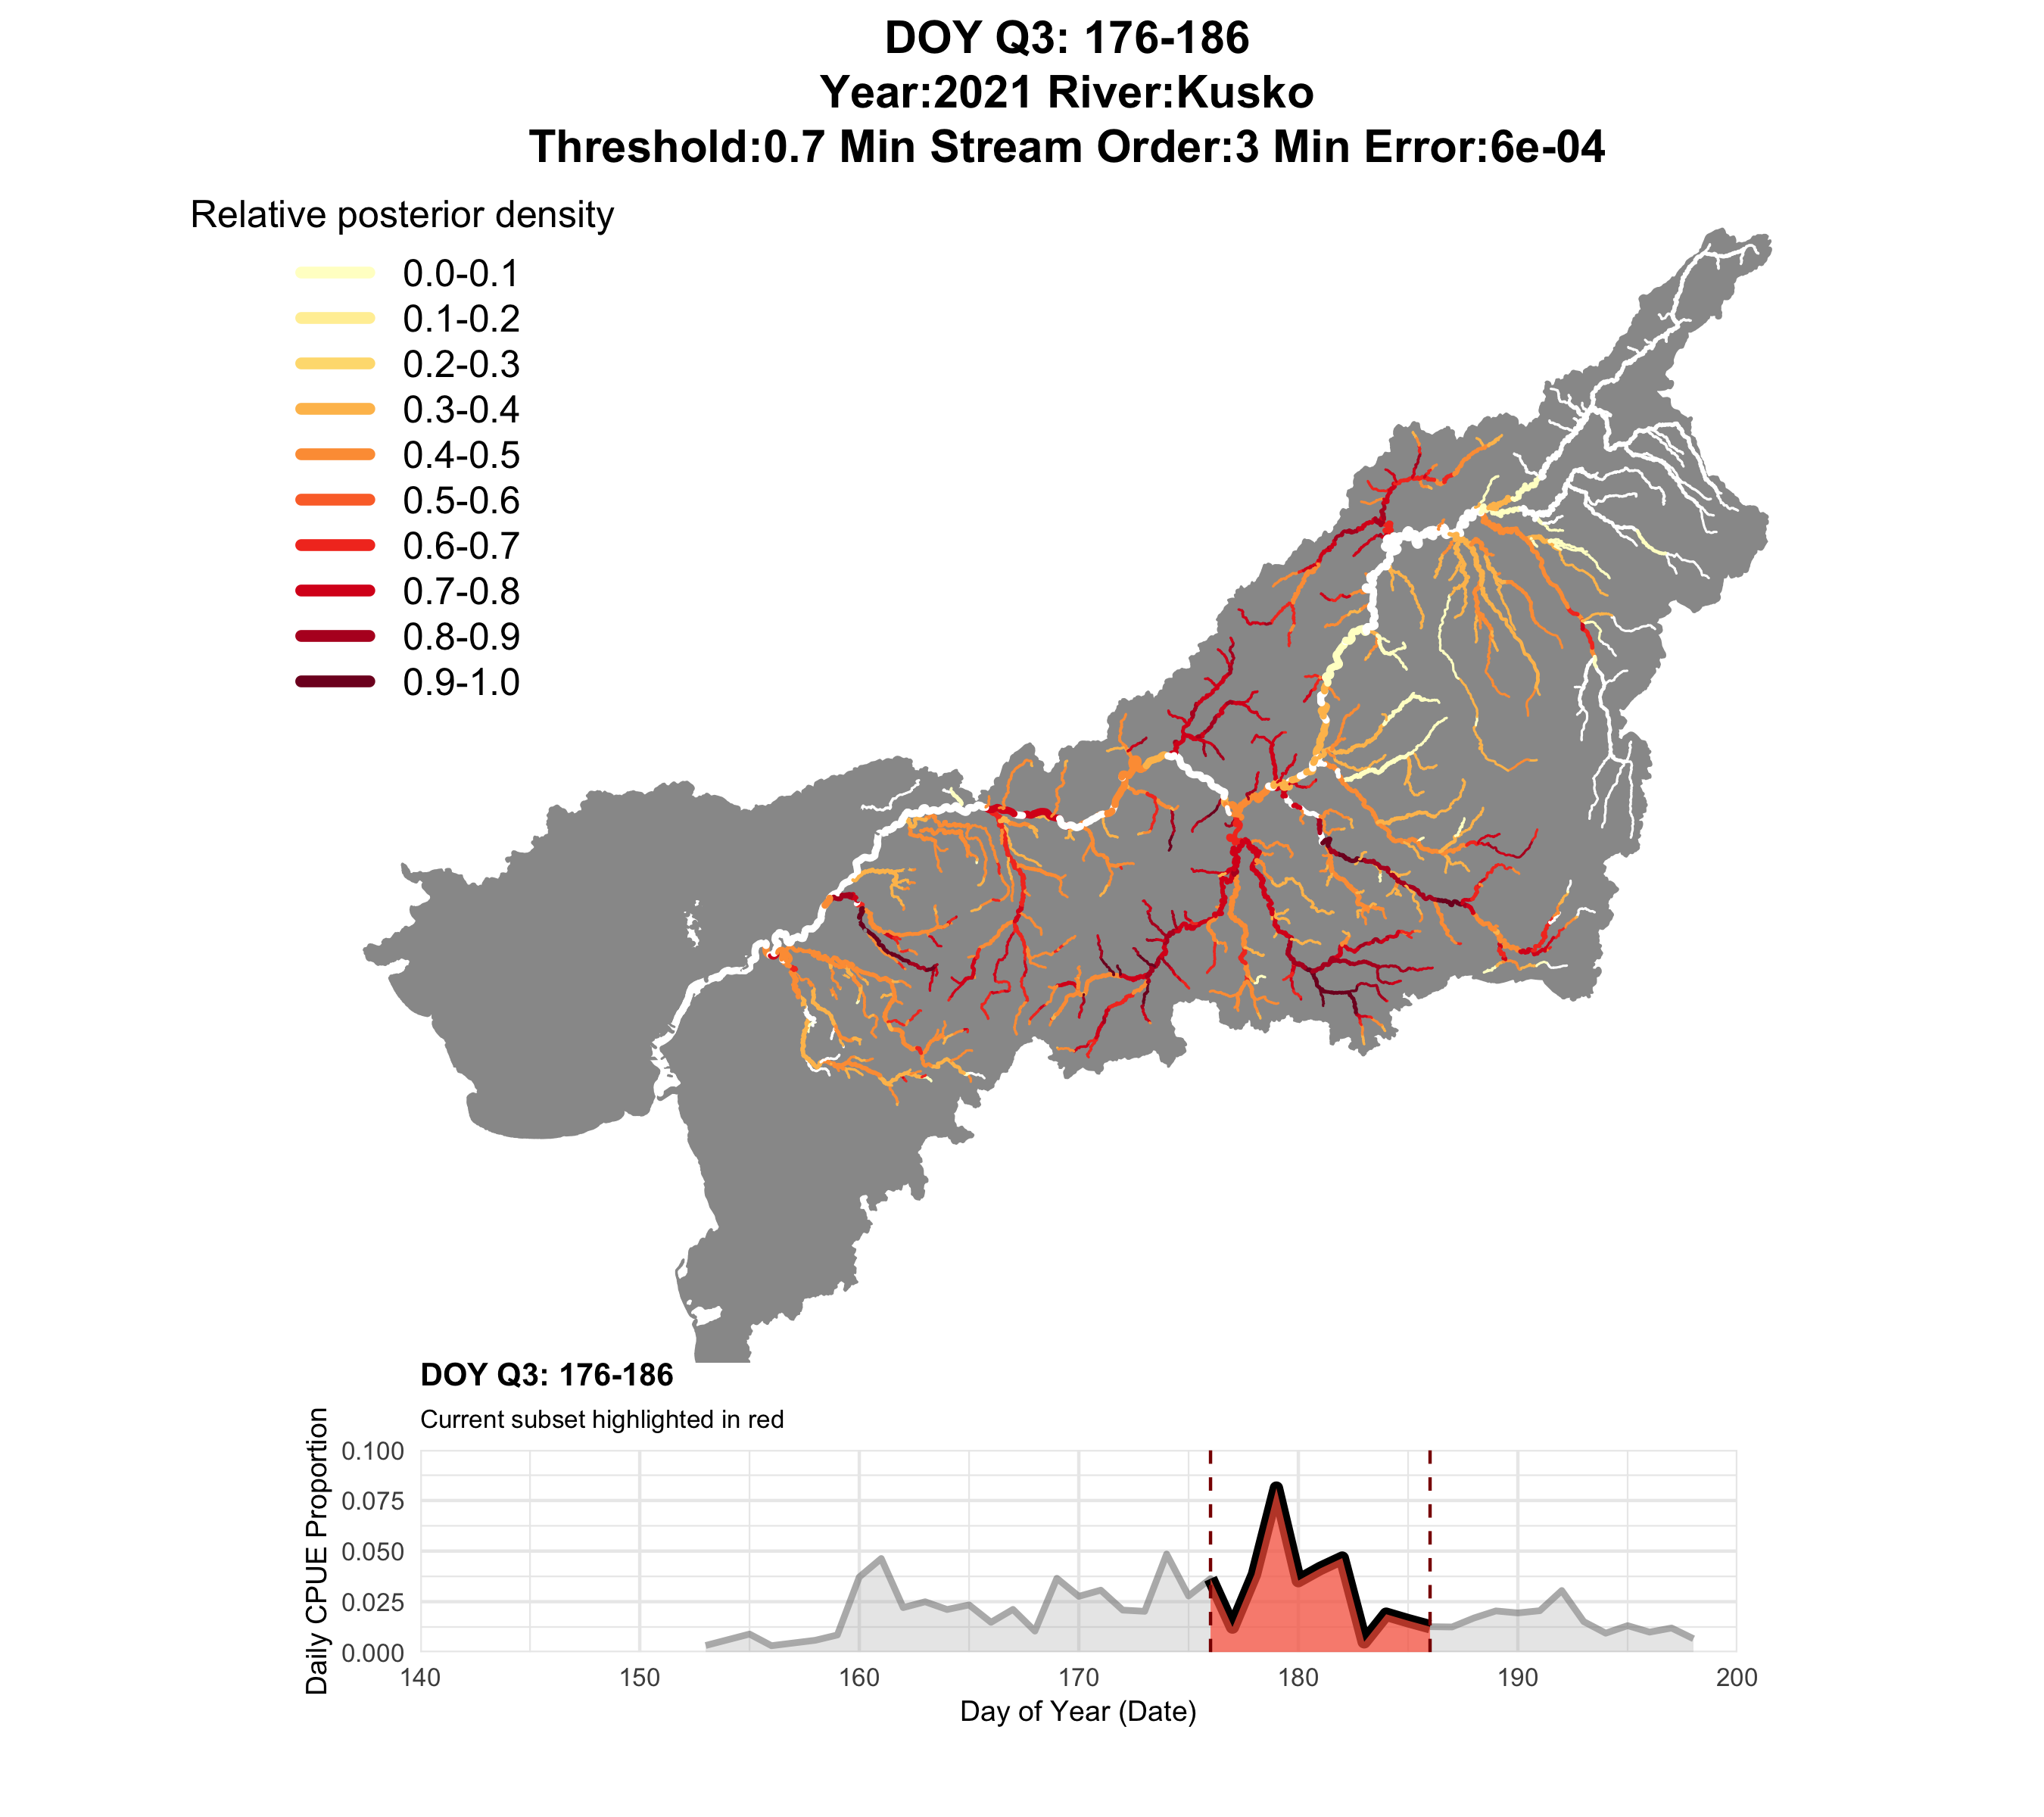 DOY Q3: 176-186
Year:2021 River:Kusko
Threshold:0.7 Min Stream Order:3 Min Error:6e-04
Relative posterior density
0.0-0.1
0.1-0.2
0.2-0.3
0.3-0.4
0.4-0.5
0.5-0.6
0.6-0.7
0.7-0.8
0.8-0.9
0.9-1.0
DOY Q3: 176-186
Current subset highlighted in red
Daily CPUE Proportion
0.100
0.075
0.050
0.025
0.000
140 150 160 170 180 190 200
Day of Year (Date)